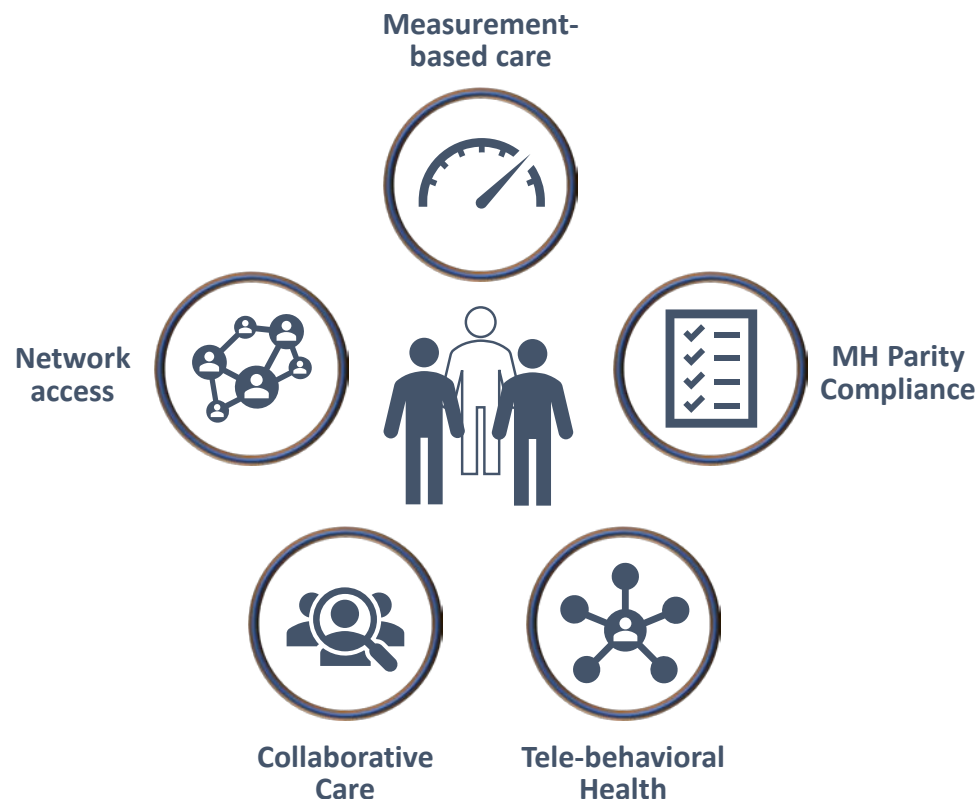 Measurement-
based care
Network
access
MH Parity
Compliance
Collaborative
Care
Tele-behavioral
Health